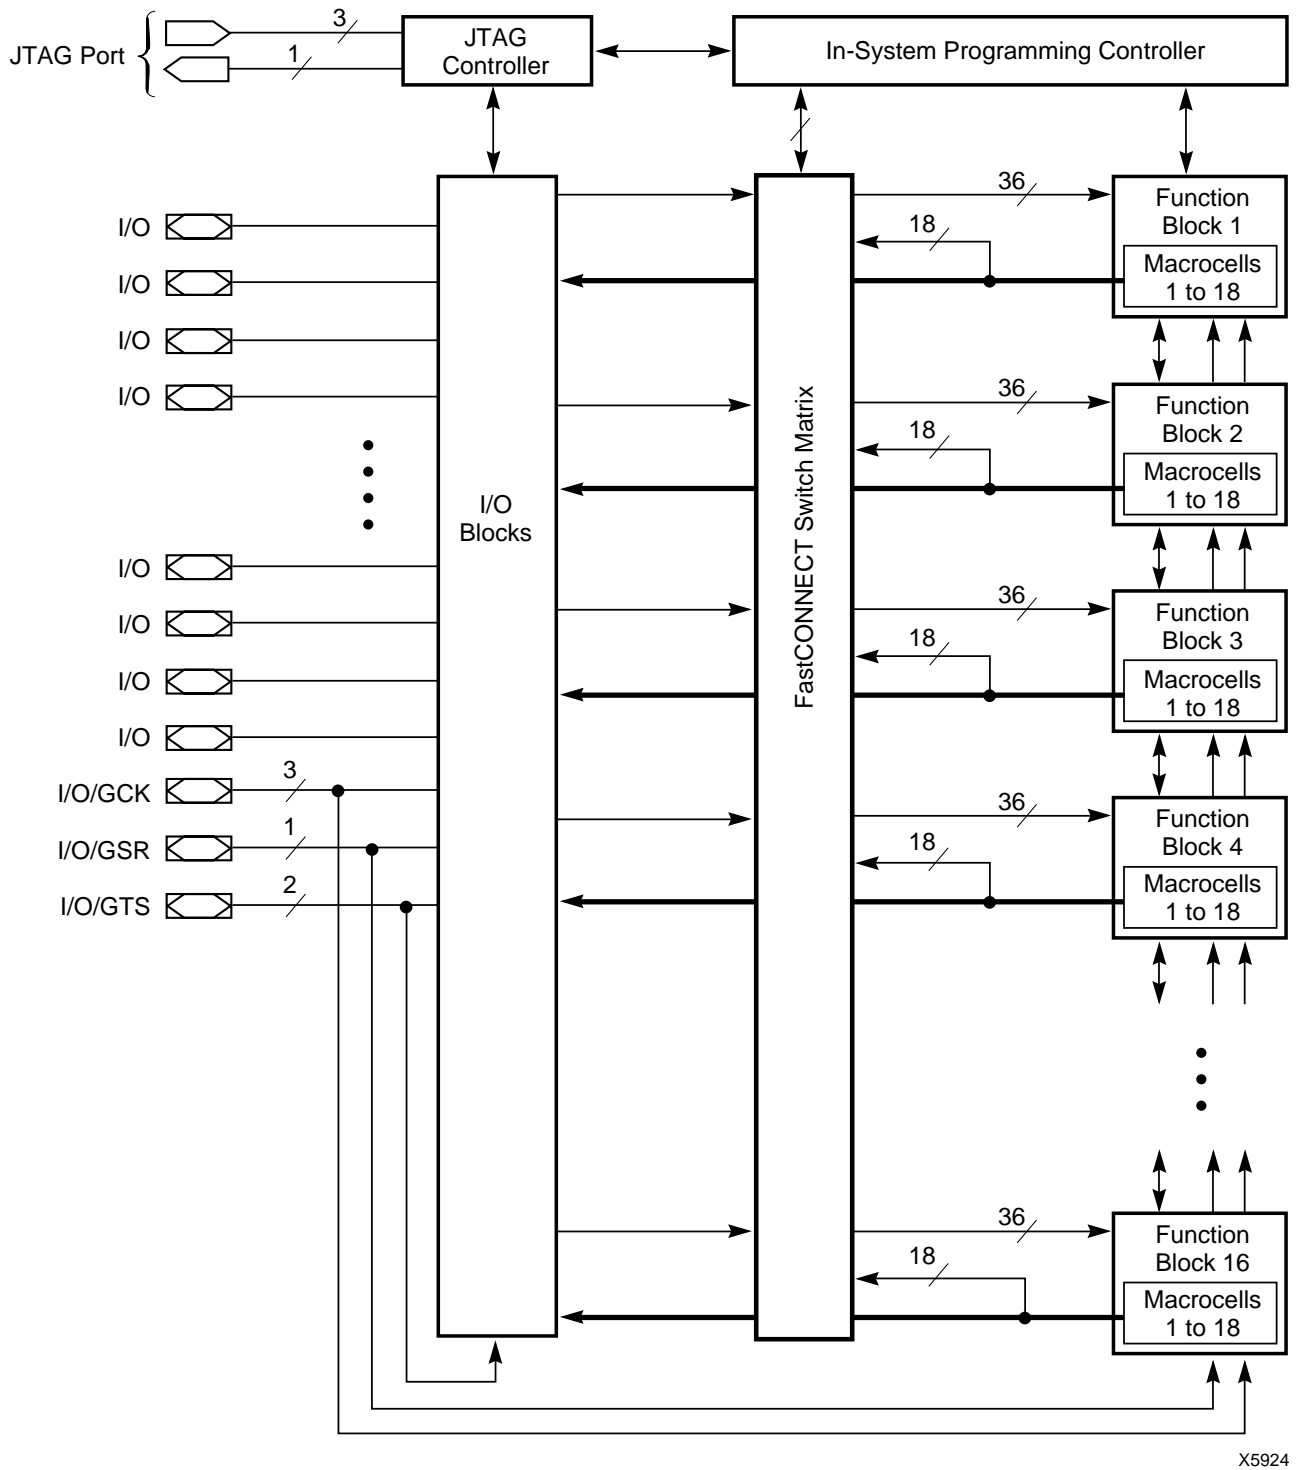 3
JTAG Port
1
JTAG
Controller
In-System Programming Controller
I/O
I/O
I/O
I/O
I/O
I/O
I/O
I/O
I/O/GCK
3
I/O/GSR
1
I/O/GTS
2
I/O
Blocks
FastCONNECT Switch Matrix
36
18
Function
Block 1
Macrocells
1 to 18
36
18
Function
Block 2
Macrocells
1 to 18
36
18
Function
Block 3
Macrocells
1 to 18
36
18
Function
Block 4
Macrocells
1 to 18
36
18
Function
Block 16
Macrocells
1 to 18
X5924